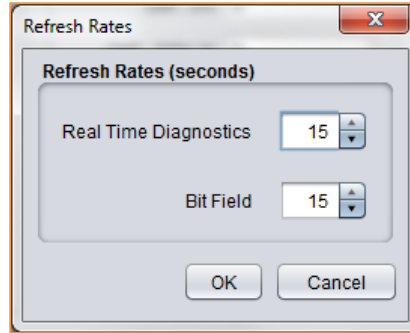 Refresh Rates
Refresh Rates (seconds)
Real Time Diagnostics 15
Bit Field 15
OK Cancel